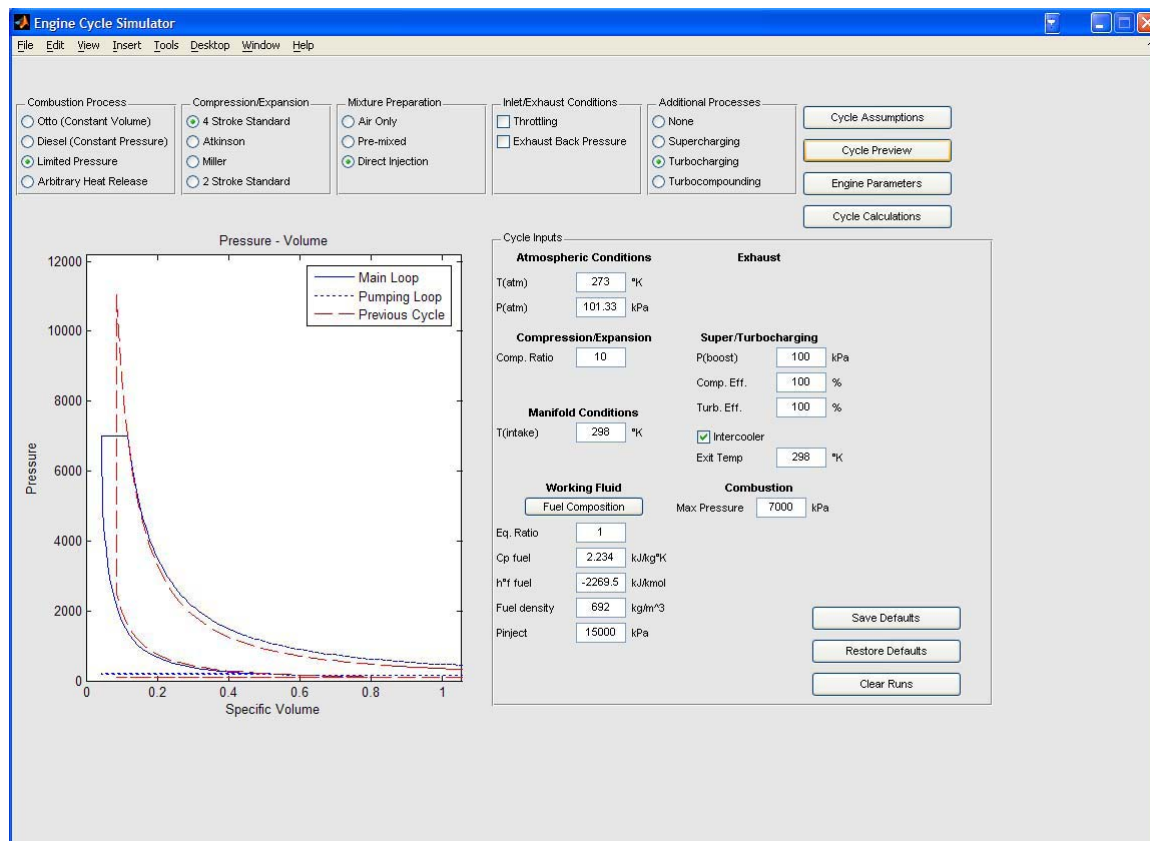 Engine Cycle Simulator
File Edit View Insert Tools Desktop Window Help
Combustion Process
Otto (Constant Volume)
Diesel (Constant Pressure)
Limited Pressure
Arbitrary Heat Release
Compression/Expansion
4 Stroke Standard
Atkinson
Miller
2 Stroke Standard
Mixture Preparation
Air Only
Pre-mixed
Direct Injection
Inlet/Exhaust Conditions
Throttling
Exhaust Back Pressure
Additional Processes
None
Supercharging
Turbocharging
Turbocompounding
Cycle Assumptions
Cycle Preview
Engine Parameters
Cycle Calculations
Pressure - Volume
Main Loop
Pumping Loop
Previous Cycle
12000
10000
8000
6000
4000
2000
0
Pressure
0 0.2 0.4 0.6 0.8 1
Specific Volume
Cycle Inputs
Atmospheric Conditions
T(atm) 273 °K
P(atm) 101.33 kPa
Compression/Expansion
Comp. Ratio 10
Manifold Conditions
T(intake) 298 °K
Working Fluid
Fuel Composition
Eq. Ratio 1
Cp fuel 2.234 kJ/kg°K
h°f fuel -2269.5 kJ/kmol
Fuel density 692 kg/m^3
Pinject 15000 kPa
Exhaust
Super/Turbocharging
P(boost) 100 kPa
Comp. Eff. 100 %
Turb. Eff. 100 %
Intercooler
Exit Temp 298 °K
Combustion
Max Pressure 7000 kPa
Save Defaults
Restore Defaults
Clear Runs